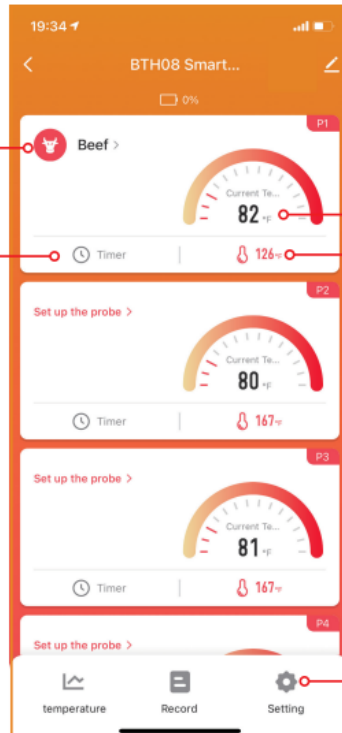 19:34
BTH08 Smart...
0%
P1
Beef >
Current Te...
82 °F
Timer
126°F
P2
Set up the probe >
Current Te...
80 °F
Timer
167°F
P3
Set up the probe >
Current Te...
81 °F
Timer
167°F
P4
Set up the probe >
temperature
Record
Setting